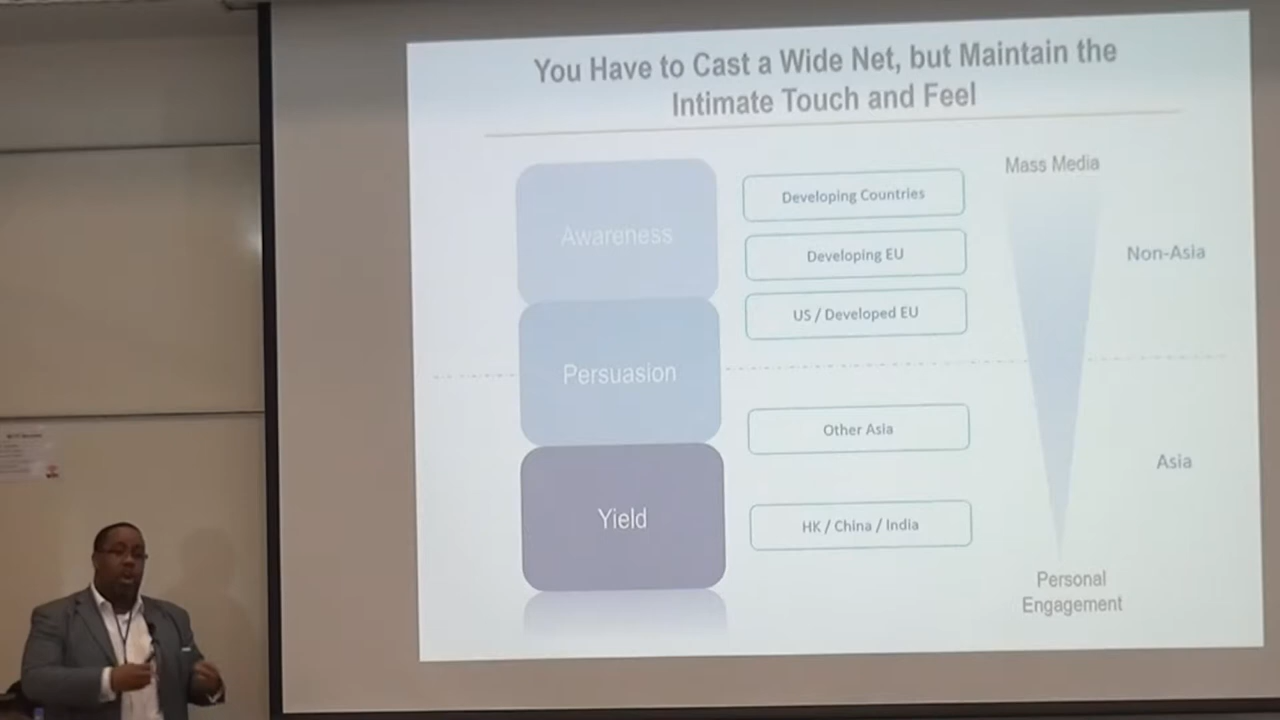 You Have to Cast a Wide Net, but Maintain the
Intimate Touch and Feel
Awareness
Persuasion
Yield
Developing Countries
Developing EU
US / Developed EU
Other Asia
HK / China / India
Mass Media
Non-Asia
Asia
Personal
Engagement